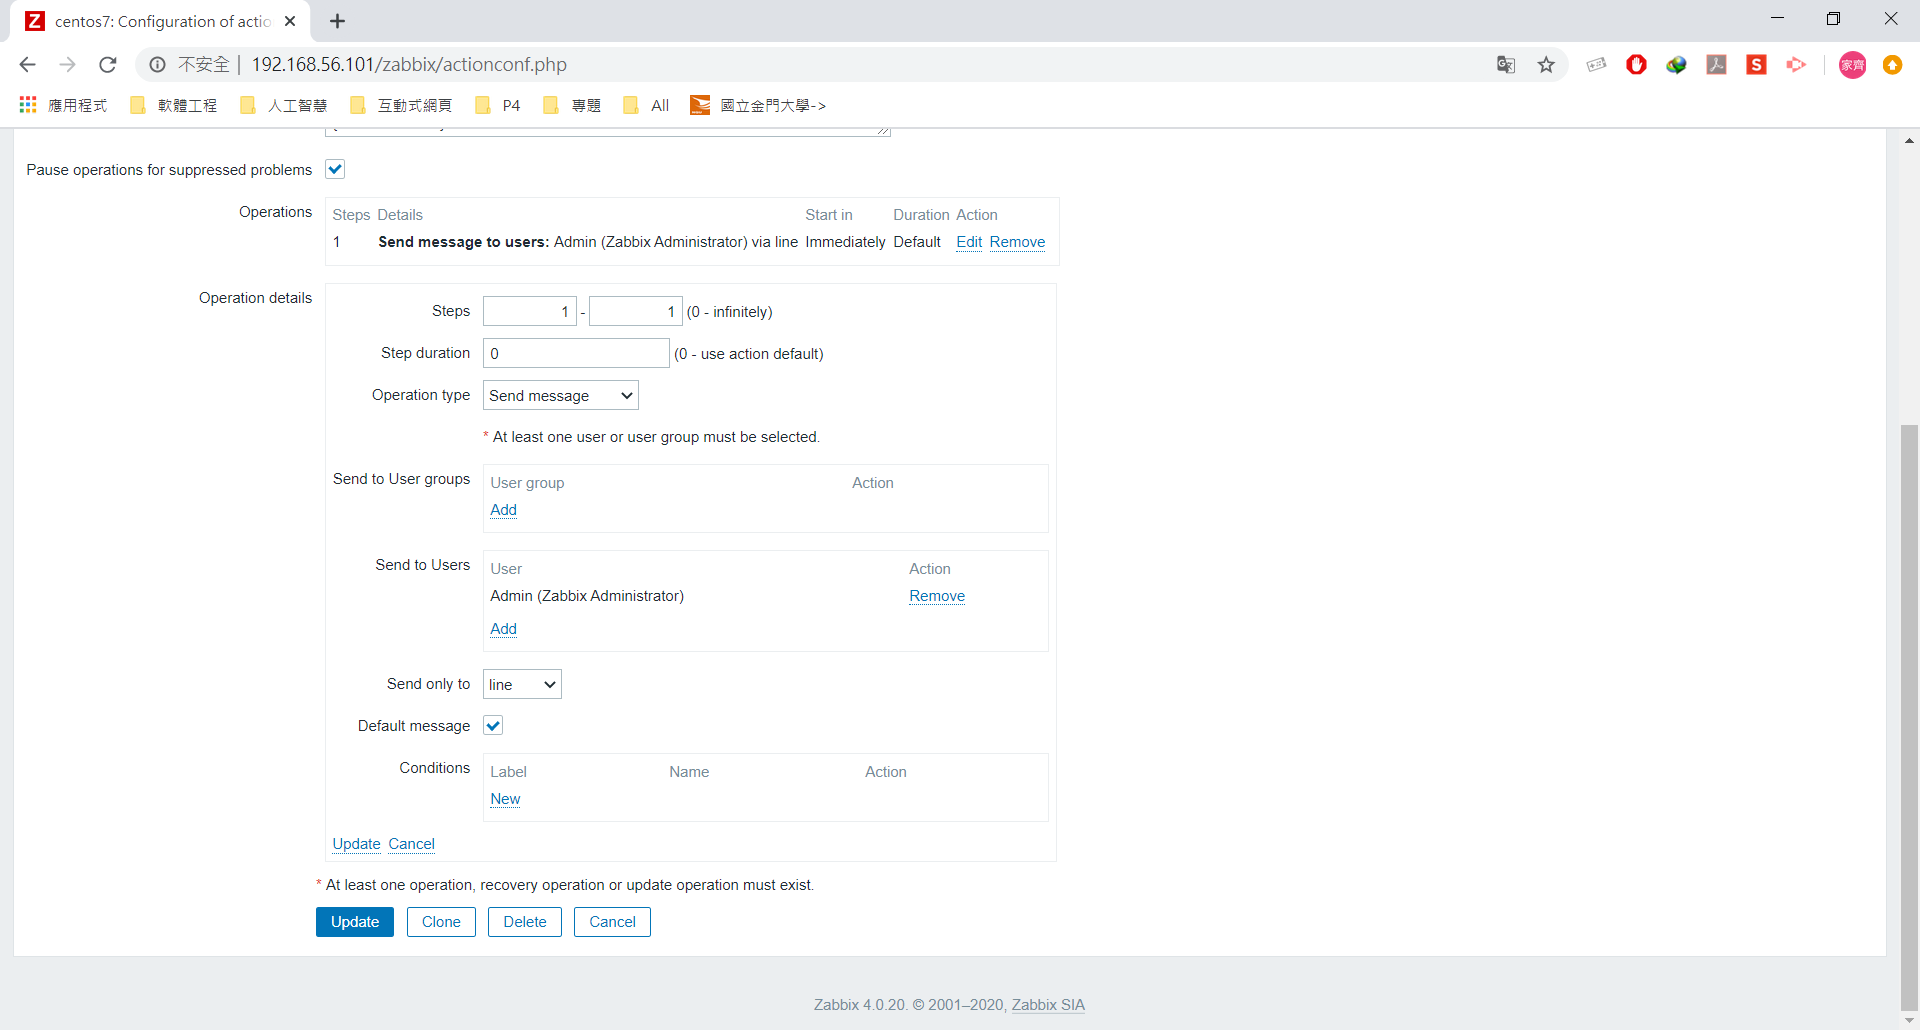 centos7: Configuration of actio
不安全 | 192.168.56.101/zabbix/actionconf.php
家齊
應用程式 軟體工程 人工智慧 互動式網頁 P4 專題 All 國立金門大學->
Pause operations for suppressed problems
Operations
Steps Details Start in Duration Action
1 Send message to users: Admin (Zabbix Administrator) via line Immediately Default Edit Remove
Operation details
Steps 1 - 1 (0 - infinitely)
Step duration 0 (0 - use action default)
Operation type Send message
* At least one user or user group must be selected.
Send to User groups User group Action
Add
Send to Users User Action
Admin (Zabbix Administrator) Remove
Add
Send only to line
Default message
Conditions Label Name Action
New
Update Cancel
* At least one operation, recovery operation or update operation must exist.
Update Clone Delete Cancel
Zabbix 4.0.20. © 2001–2020, Zabbix SIA